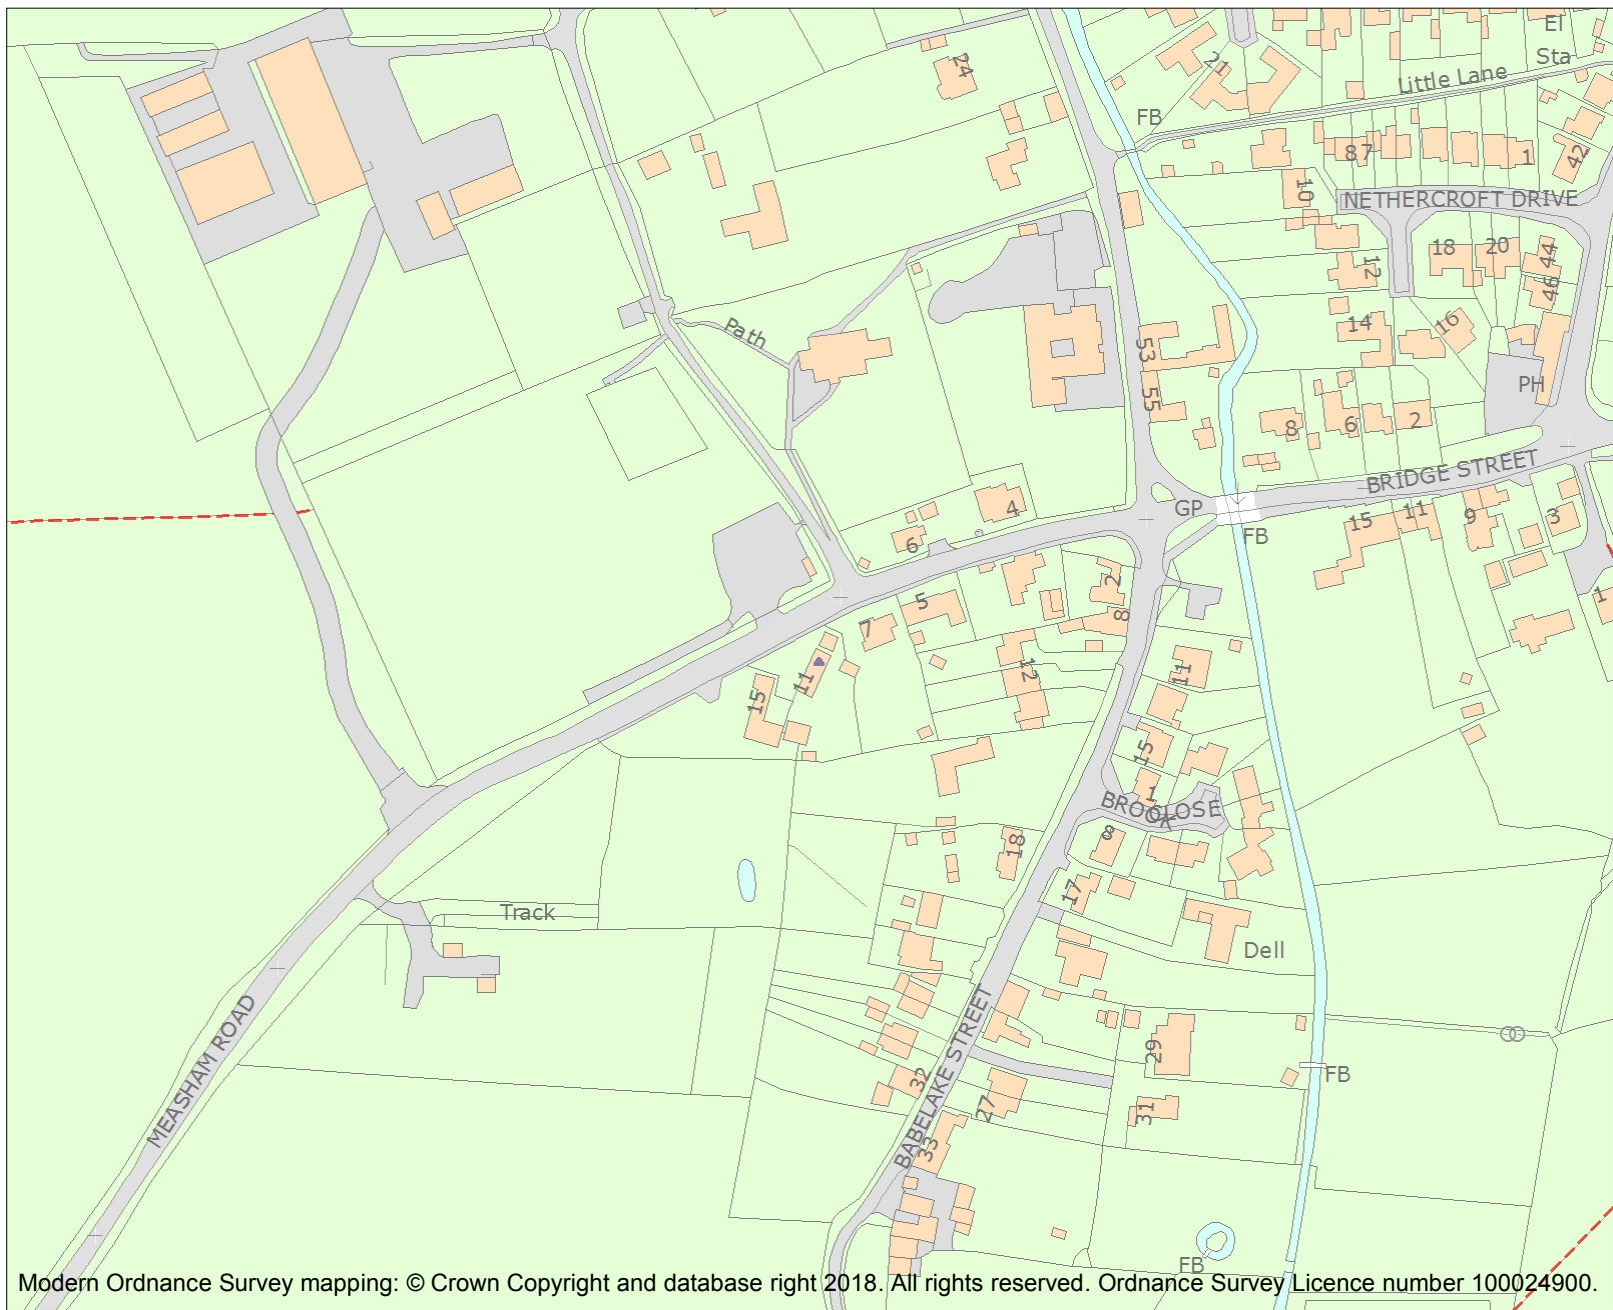 El
Sta
24
21
Little Lane
FB
87
1
42
10
NETHERCROFT DRIVE
18
20
44
46
12
14
16
Path
53
55
PH
8
6
2
BRIDGE STREET
GP
FB
15
11
9
3
1
4
6
5
7
2
8
11
15
12
11
15
1
BROOK CLOSE
8
18
17
Track
Dell
MEASHAM ROAD
BABELAKE STREET
29
31
32
27
33
FB
FB
Modern Ordnance Survey mapping: © Crown Copyright and database right 2018. All rights reserved. Ordnance Survey Licence number 100024900.